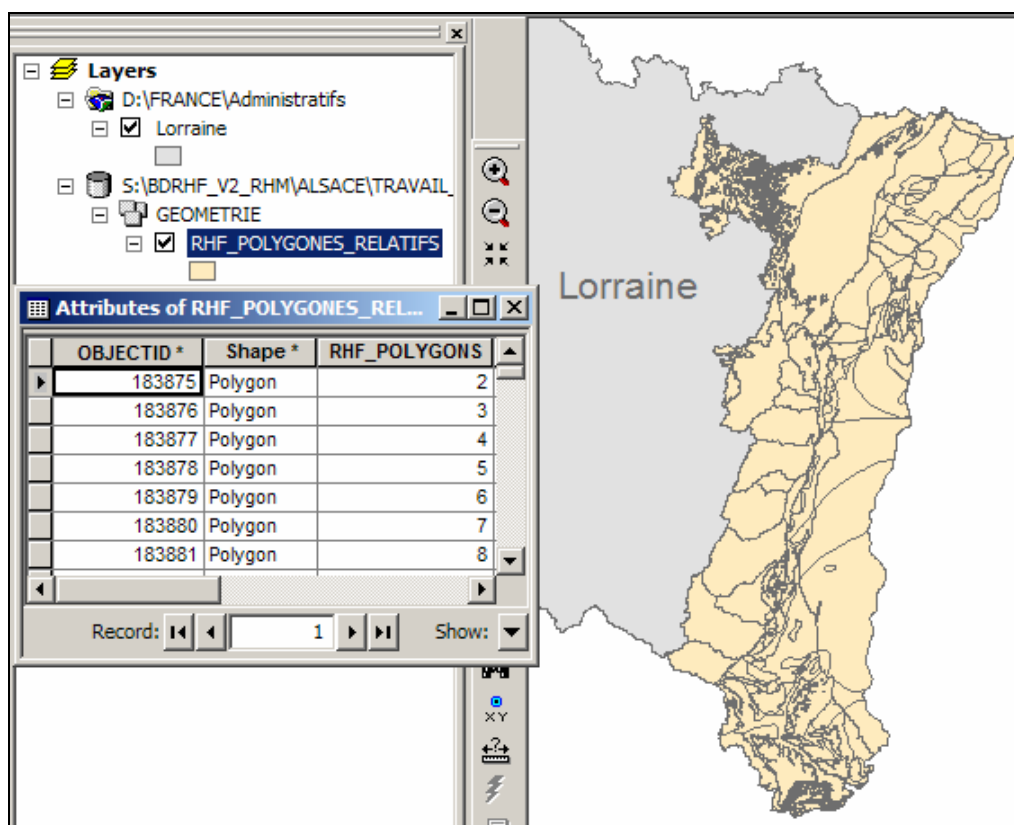 Layers
D:\FRANCE\Administratifs
Lorraine
S:\BDRHF_V2_RHM\ALSACE\TRAVAIL_
GEOMETRIE
RHF_POLYGONES_RELATIFS
Attributes of RHF_POLYGONES_REL...
OBJECTID * Shape * RHF_POLYGONS
183875 Polygon 2
183876 Polygon 3
183877 Polygon 4
183878 Polygon 5
183879 Polygon 6
183880 Polygon 7
183881 Polygon 8
Record: 1 Show:
XY
Lorraine